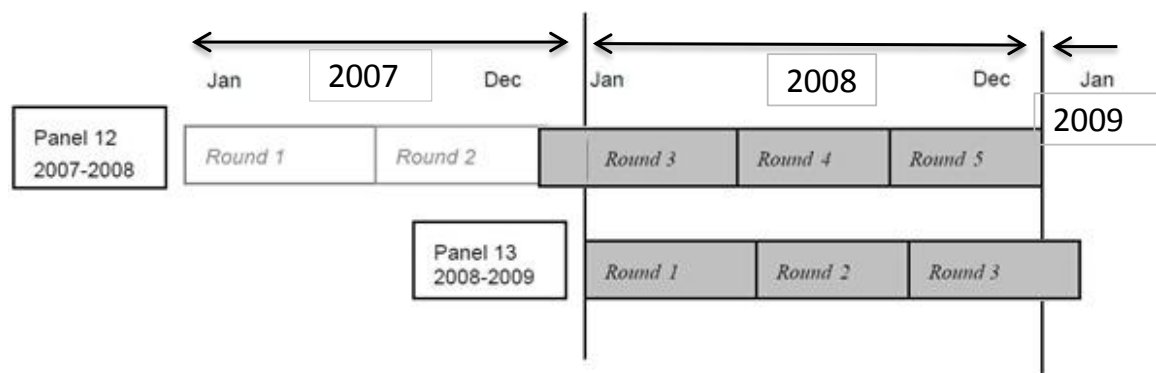 2007
2008
Jan
Dec
Jan
Dec
Jan
2009
Panel 12
2007-2008
Round 1
Round 2
Round 3
Round 4
Round 5
Panel 13
2008-2009
Round 1
Round 2
Round 3